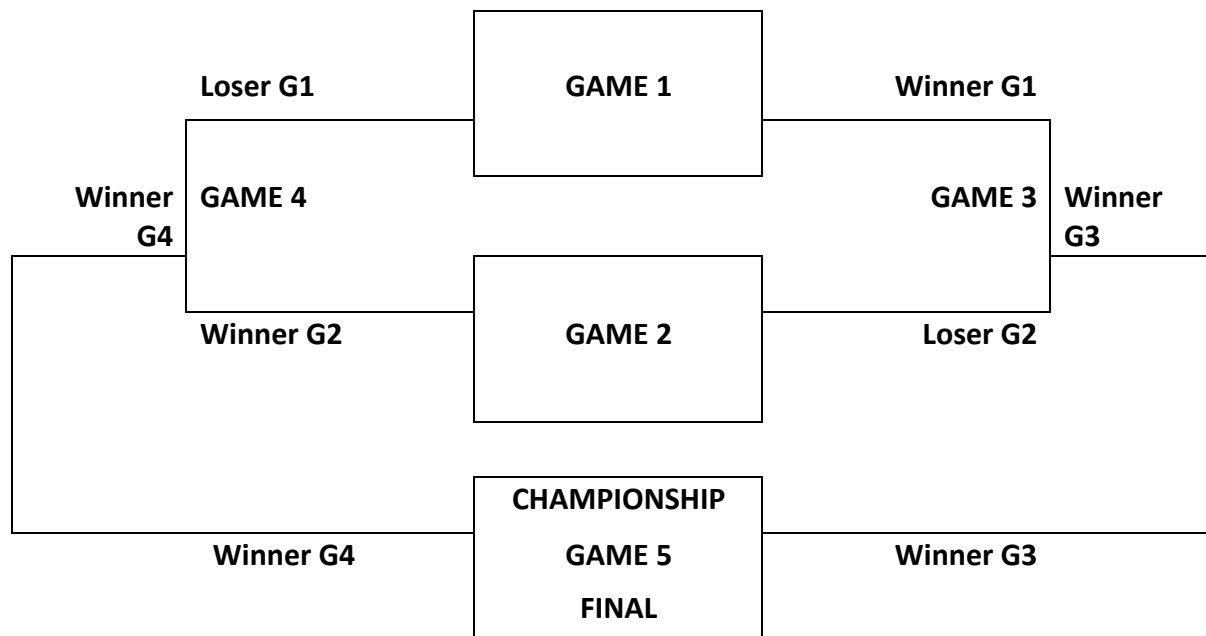 Loser G1
GAME 1
Winner G1
Winner
G4
GAME 4
GAME 3
Winner
G3
Winner G2
GAME 2
Loser G2
CHAMPIONSHIP
Winner G4
GAME 5
Winner G3
FINAL